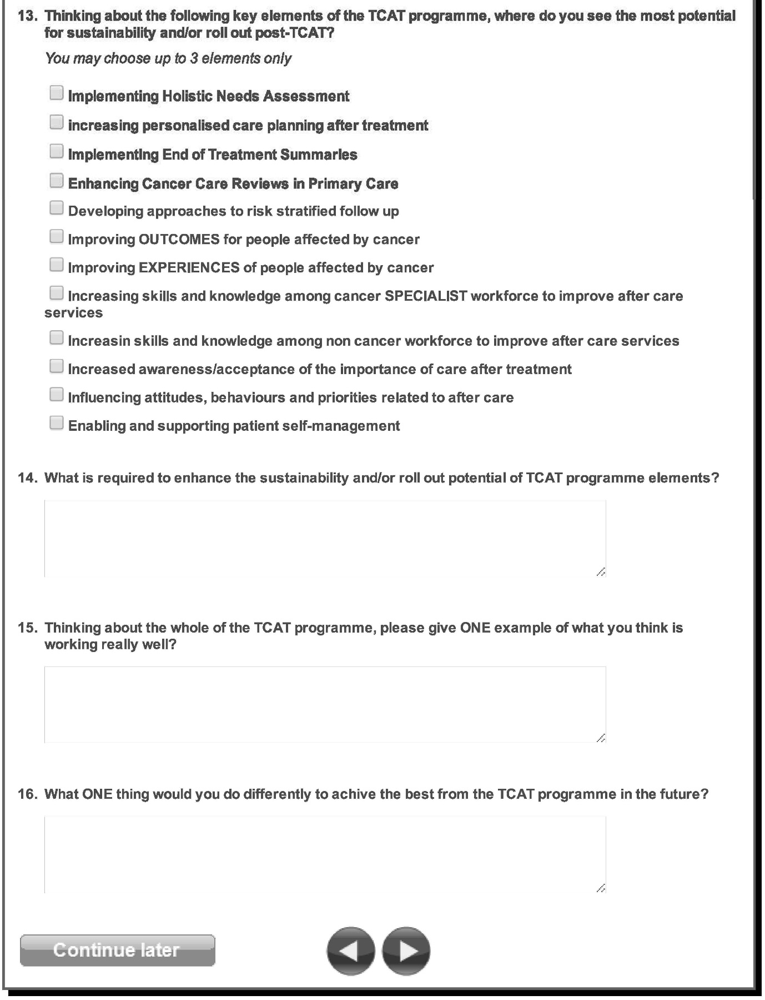 13. Thinking about the following key elements of the TCAT programme, where do you see the most potential
for sustainability and/or roll out post-TCAT?
You may choose up to 3 elements only
Implementing Holistic Needs Assessment
increasing personalised care planning after treatment
Implementing End of Treatment Summaries
Enhancing Cancer Care Reviews in Primary Care
Developing approaches to risk stratified follow up
Improving OUTCOMES for people affected by cancer
Improving EXPERIENCES of people affected by cancer
Increasing skills and knowledge among cancer SPECIALIST workforce to improve after care
services
Increasin skills and knowledge among non cancer workforce to improve after care services
Increased awareness/acceptance of the importance of care after treatment
Influencing attitudes, behaviours and priorities related to after care
Enabling and supporting patient self-management
14. What is required to enhance the sustainability and/or roll out potential of TCAT programme elements?
15. Thinking about the whole of the TCAT programme, please give ONE example of what you think is
working really well?
16. What ONE thing would you do differently to achive the best from the TCAT programme in the future?
Continue later